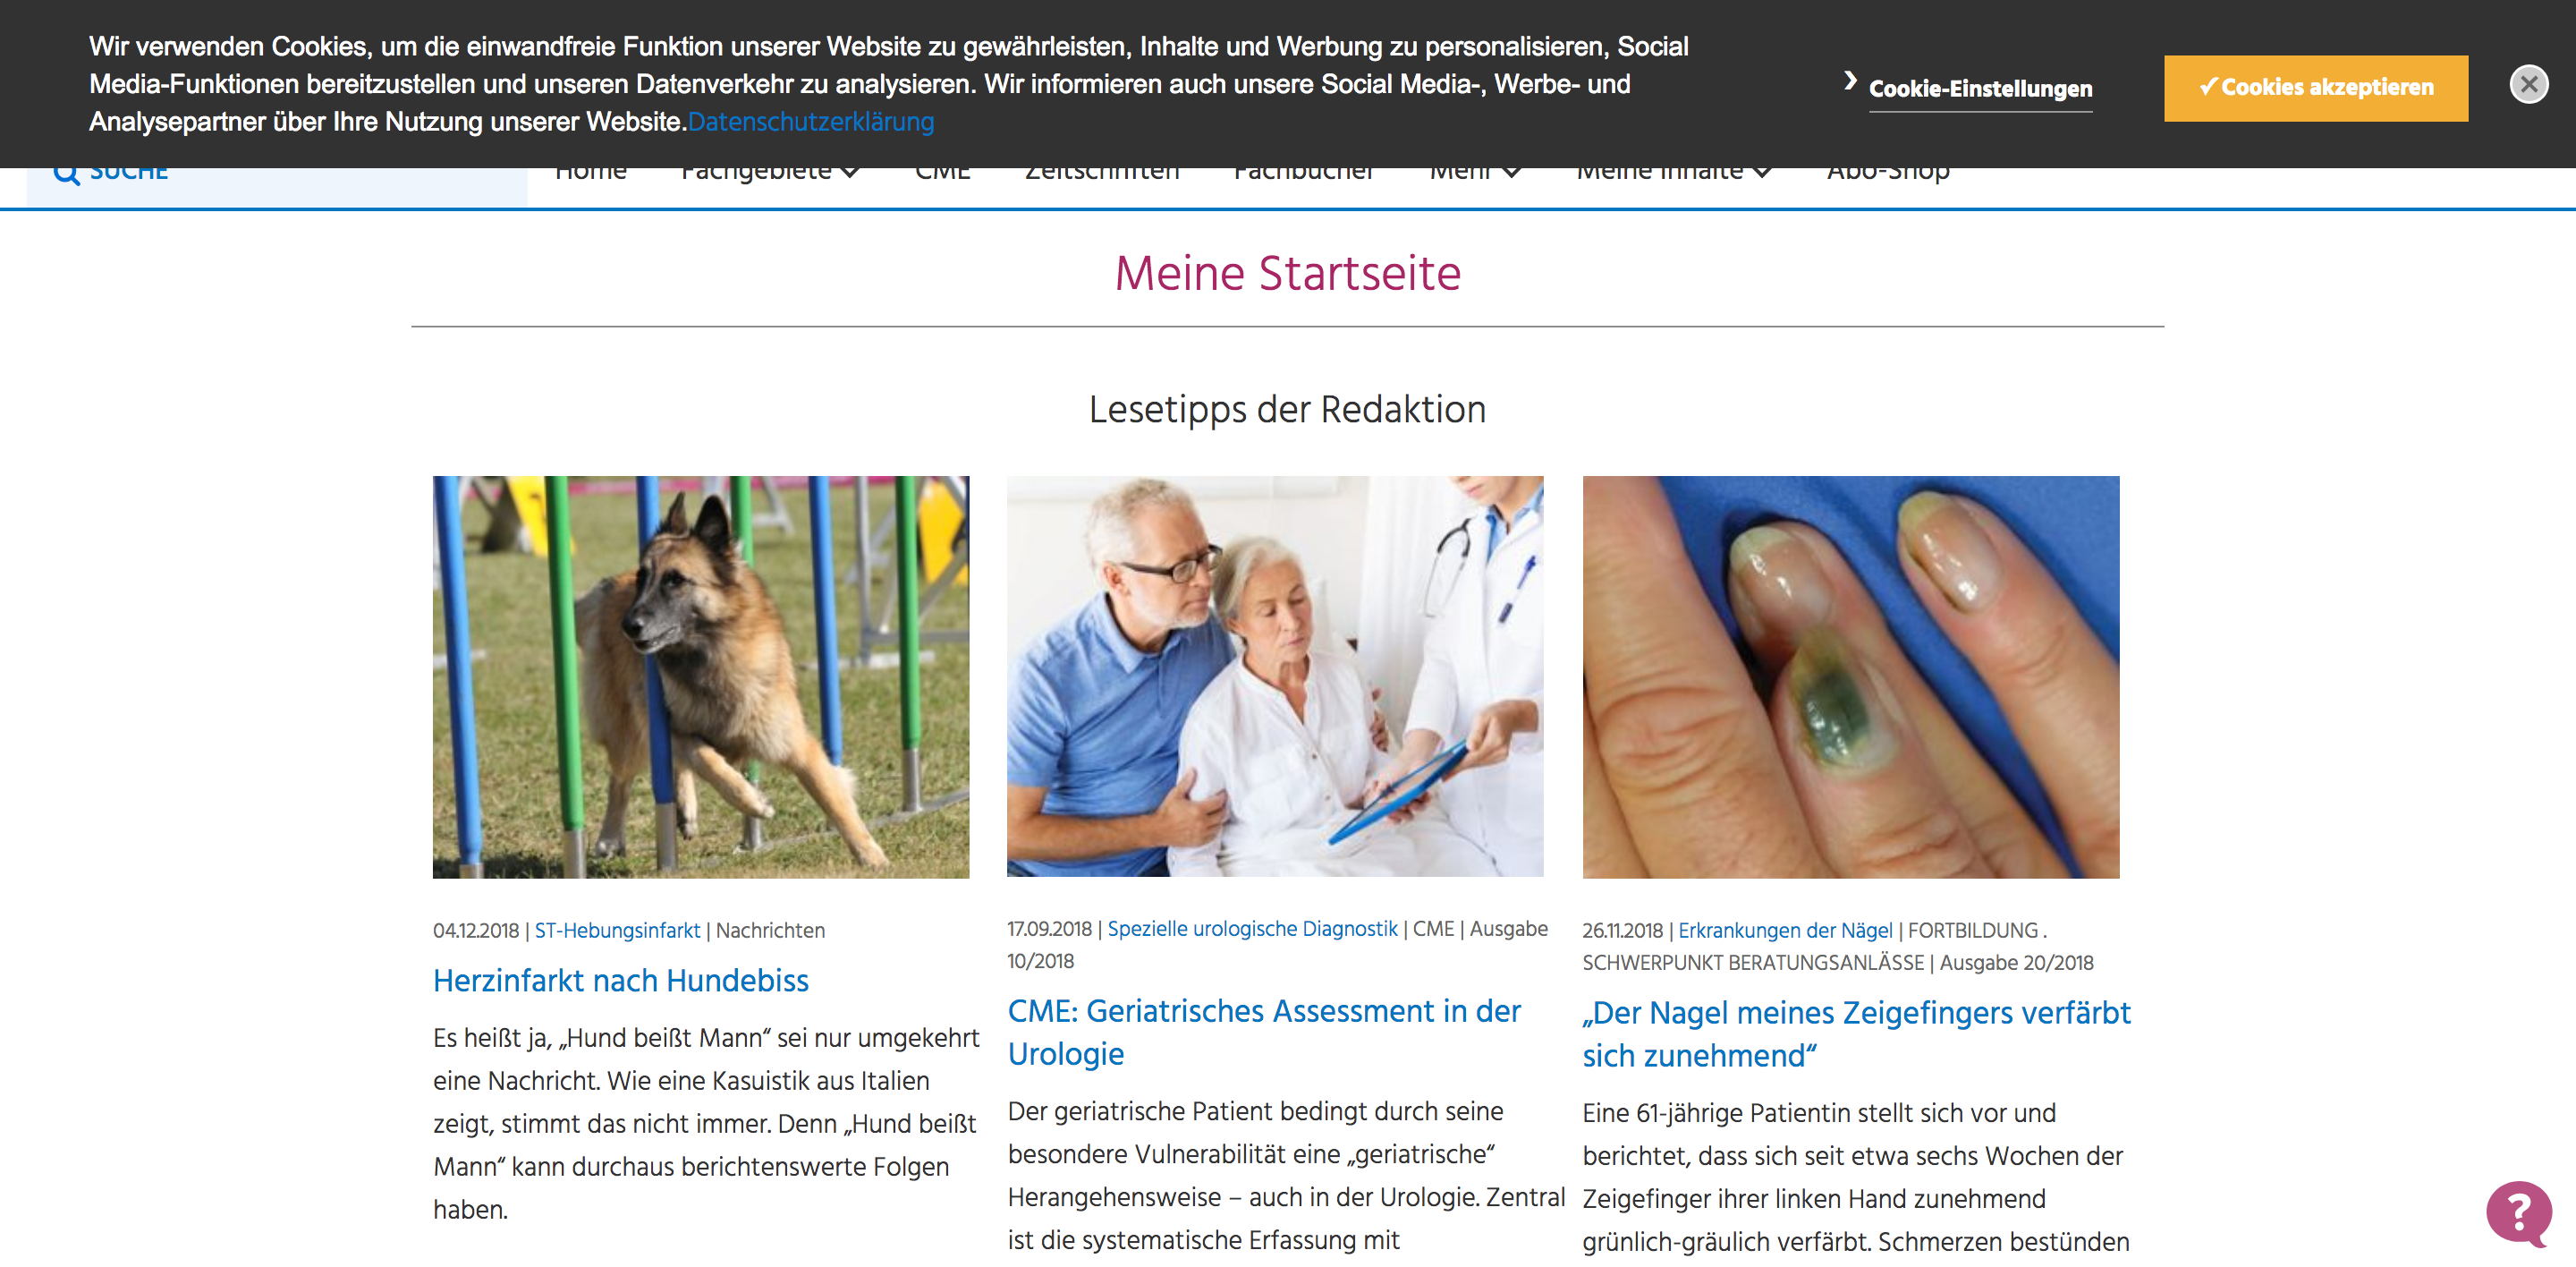 Wir verwenden Cookies, um die einwandfreie Funktion unserer Website zu gewährleisten, Inhalte und Werbung zu personalisieren, Social
Media-Funktionen bereitzustellen und unseren Datenverkehr zu analysieren. Wir informieren auch unsere Social Media-, Werbe- und
Analysepartner über Ihre Nutzung unserer Website.Datenschutzerklärung
Cookie-Einstellungen
✓Cookies akzeptieren
SUCHE
Home Fachgebiete CME Zeitschriften Fachbücher Mehr Meine Inhalte Abo-Shop
Meine Startseite
Lesetipps der Redaktion
04.12.2018 | ST-Hebungsinfarkt | Nachrichten
Herzinfarkt nach Hundebiss
Es heißt ja, „Hund beißt Mann“ sei nur umgekehrt
eine Nachricht. Wie eine Kasuistik aus Italien
zeigt, stimmt das nicht immer. Denn „Hund beißt
Mann“ kann durchaus berichtenswerte Folgen
haben.
17.09.2018 | Spezielle urologische Diagnostik | CME | Ausgabe
10/2018
CME: Geriatrisches Assessment in der
Urologie
Der geriatrische Patient bedingt durch seine
besondere Vulnerabilität eine „geriatrische“
Herangehensweise – auch in der Urologie. Zentral
ist die systematische Erfassung mit
26.11.2018 | Erkrankungen der Nägel | FORTBILDUNG .
SCHWERPUNKT BERATUNGSANLÄSSE | Ausgabe 20/2018
„Der Nagel meines Zeigefingers verfärbt
sich zunehmend“
Eine 61-jährige Patientin stellt sich vor und
berichtet, dass sich seit etwa sechs Wochen der
Zeigefinger ihrer linken Hand zunehmend
grünlich-gräulich verfärbt. Schmerzen bestünden
?